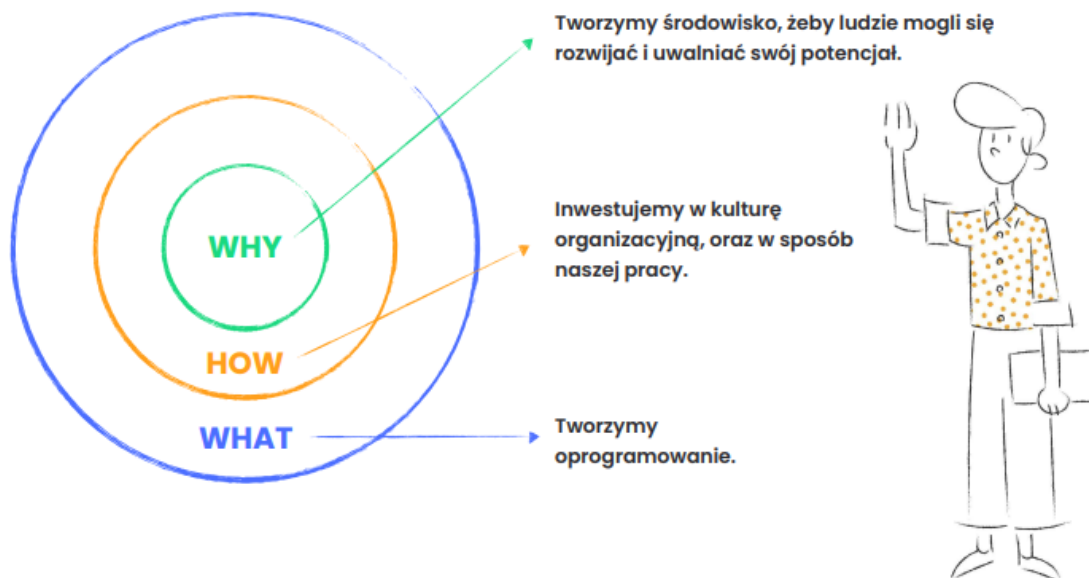 Tworzymy środowisko, żeby ludzie mogli się
rozwijać i uwalniać swój potencjał.
WHY
Inwestujemy w kulturę
organizacyjną, oraz w sposób
naszej pracy.
HOW
WHAT
Tworzymy
oprogramowanie.